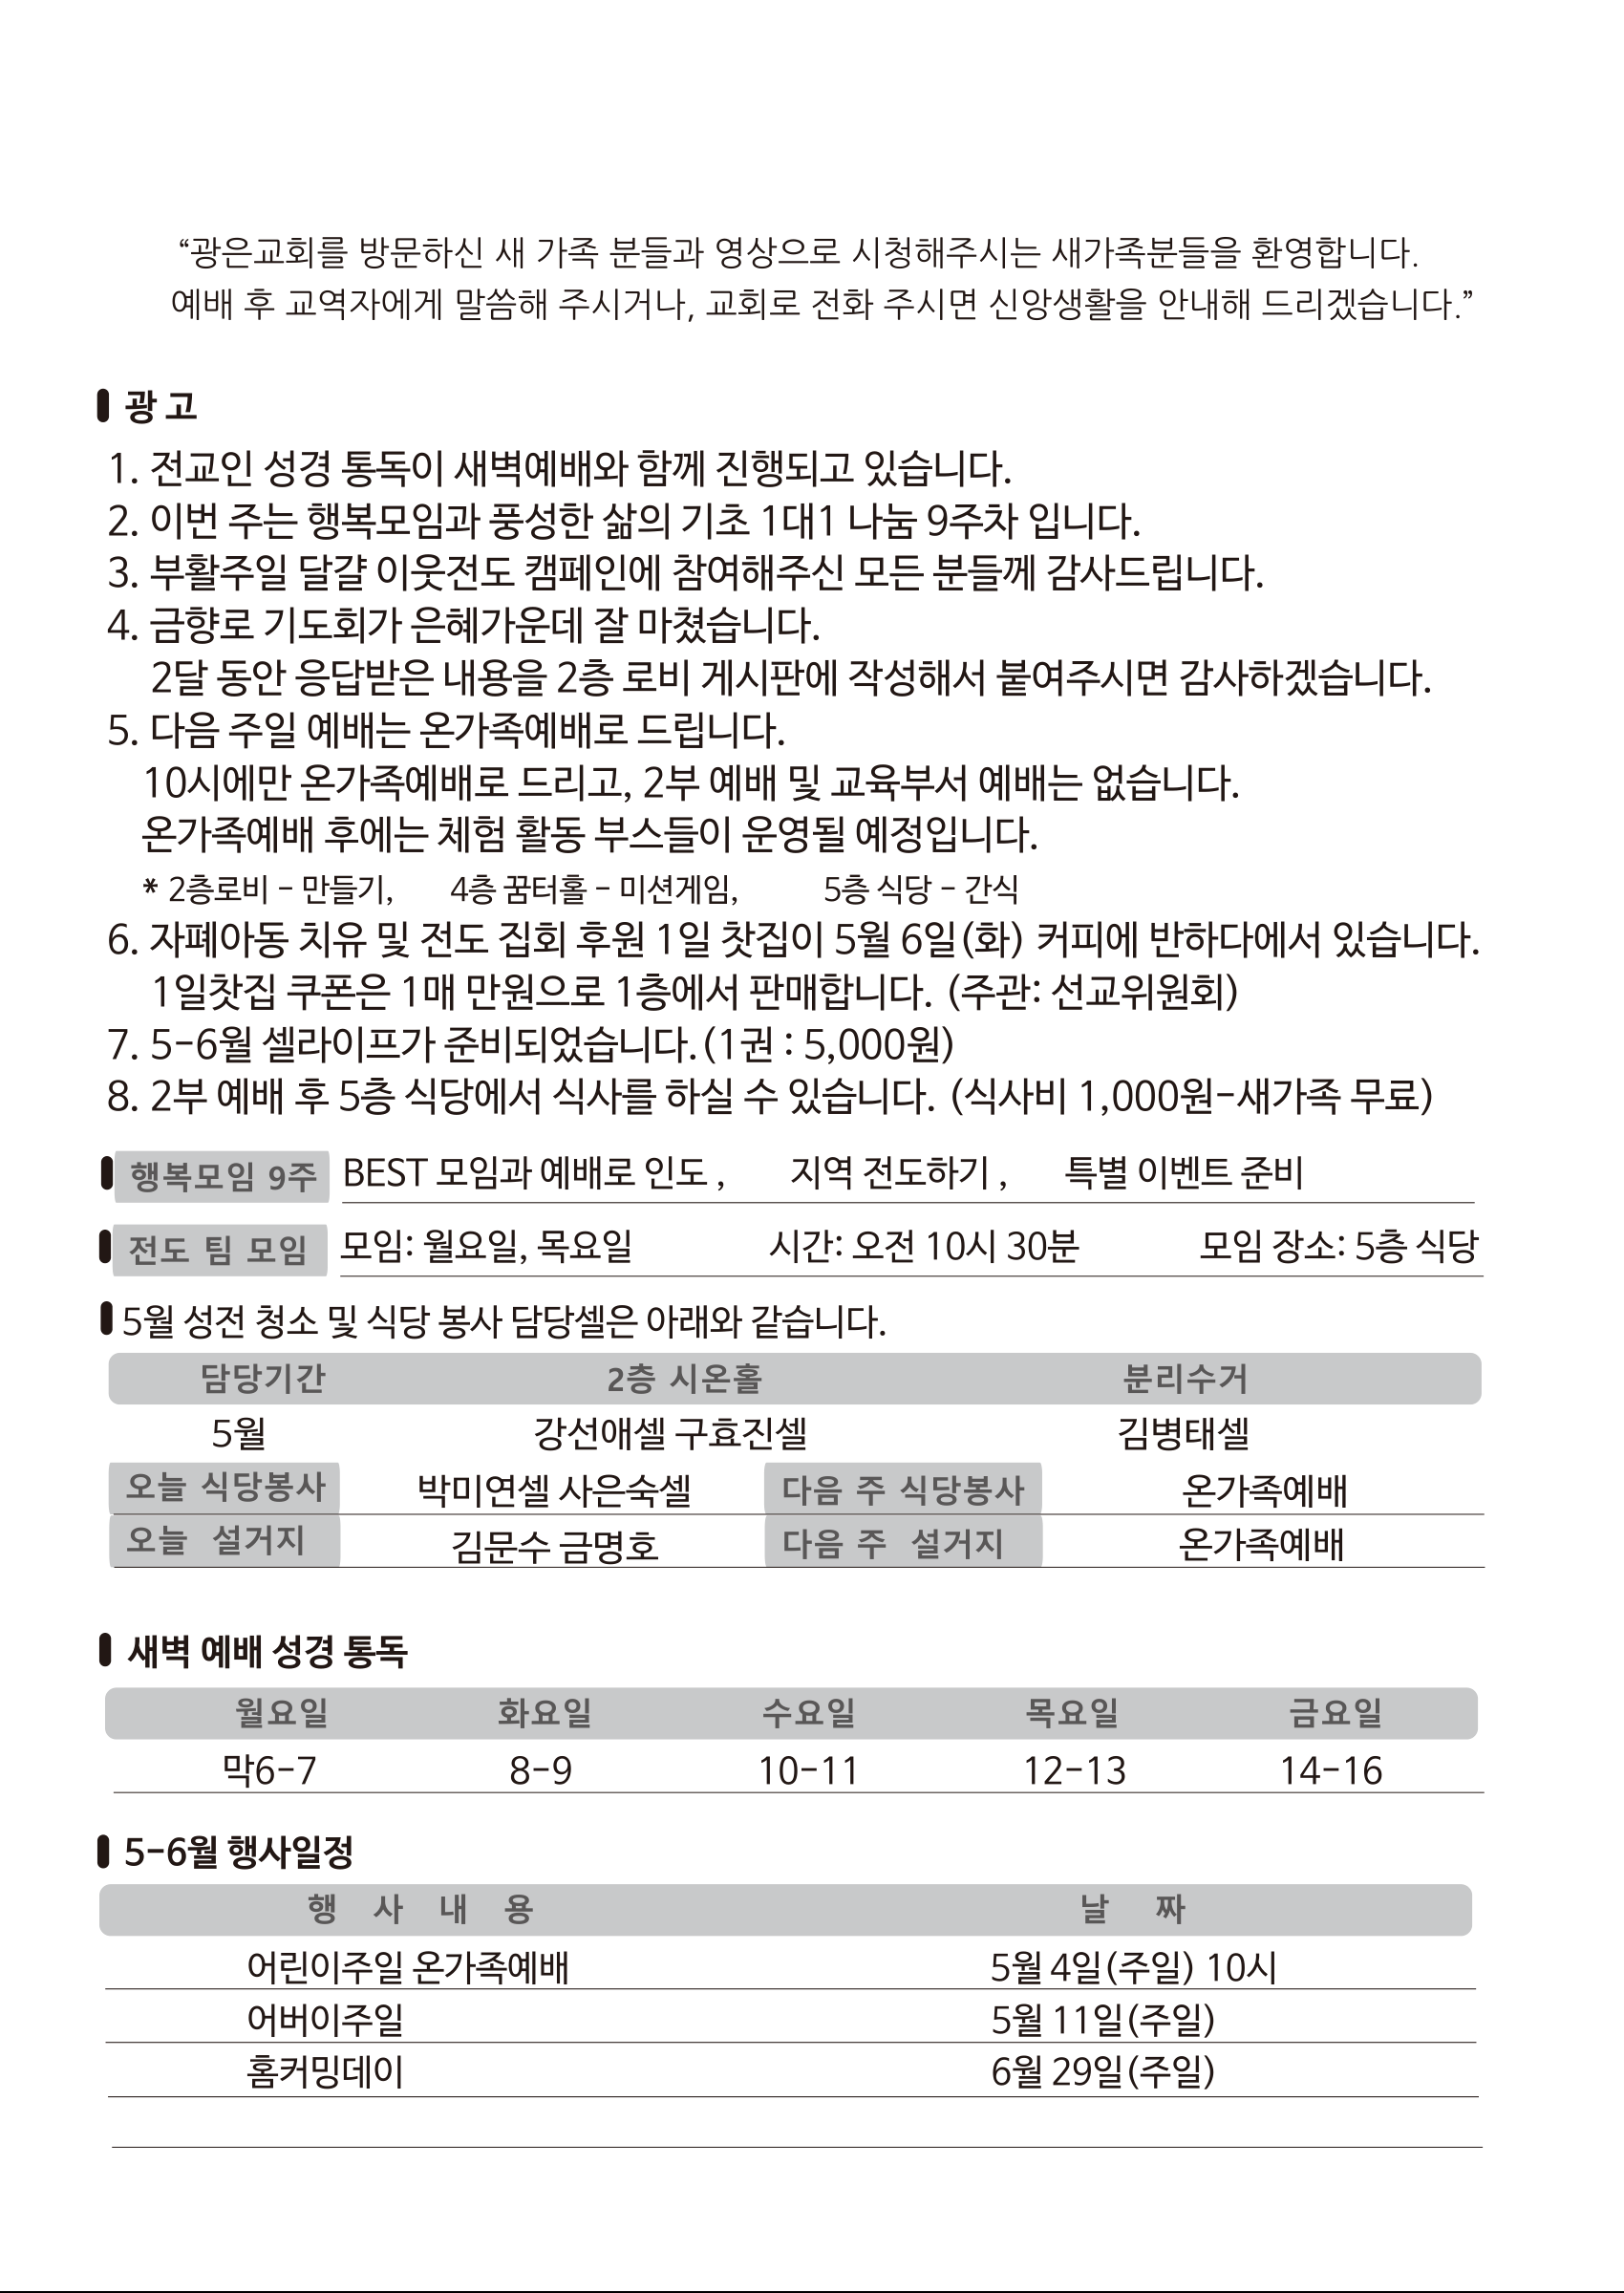 “광은교회를 방문하신 새 가족 분들과 영상으로 시청해주시는 새가족분들을 환영합니다.
예배 후 교역자에게 말씀해 주시거나, 교회로 전화 주시면 신앙생활을 안내해 드리겠습니다.”
광 고
1. 전교인 성경 통독이 새벽예배와 함께 진행되고 있습니다.
2. 이번 주는 행복모임과 풍성한 삶의 기초 1대1 나눔 9주차 입니다.
3. 부활주일 달걀 이웃전도 캠페인에 참여해주신 모든 분들께 감사드립니다.
4. 금향로 기도회가 은혜가운데 잘 마쳤습니다.
2달 동안 응답받은 내용을 2층 로비 게시판에 작성해서 붙여주시면 감사하겠습니다.
5. 다음 주일 예배는 온가족예배로 드립니다.
10시에만 온가족예배로 드리고, 2부 예배 및 교육부서 예배는 없습니다.
온가족예배 후에는 체험 활동 부스들이 운영될 예정입니다.
* 2층로비 - 만들기, 4층 꿈터홀 - 미션게임, 5층 식당 - 간식
6. 자폐아동 치유 및 전도 집회 후원 1일 찻집이 5월 6일(화) 커피에 반하다에서 있습니다.
1일찻집 쿠폰은 1매 만원으로 1층에서 판매합니다. (주관: 선교위원회)
7. 5-6월 셀라이프가 준비되었습니다.(1권 : 5,000원)
8. 2부 예배 후 5층 식당에서 식사를 하실 수 있습니다. (식사비 1,000원-새가족 무료)
행복모임 9주 BEST 모임과 예배로 인도 , 지역 전도하기 , 특별 이벤트 준비
전도 팀 모임 모임: 월요일, 목요일 시간: 오전 10시 30분 모임 장소: 5층 식당
5월 성전 청소 및 식당 봉사 담당셀은 아래와 같습니다.
담당기간 2층 시온홀 분리수거
5월 강선애셀 구효진셀 김병태셀
오늘 식당봉사 박미연셀 사은숙셀 다음 주 식당봉사 온가족예배
오늘 설거지 김문수 금명호 다음 주 설거지 온가족예배
새벽 예배 성경 통독
월요일 화요일 수요일 목요일 금요일
막6-7 8-9 10-11 12-13 14-16
5-6월 행사일정
행 사 내 용 날 짜
어린이주일 온가족예배 5월 4일(주일) 10시
어버이주일 5월 11일(주일)
홈커밍데이 6월 29일(주일)